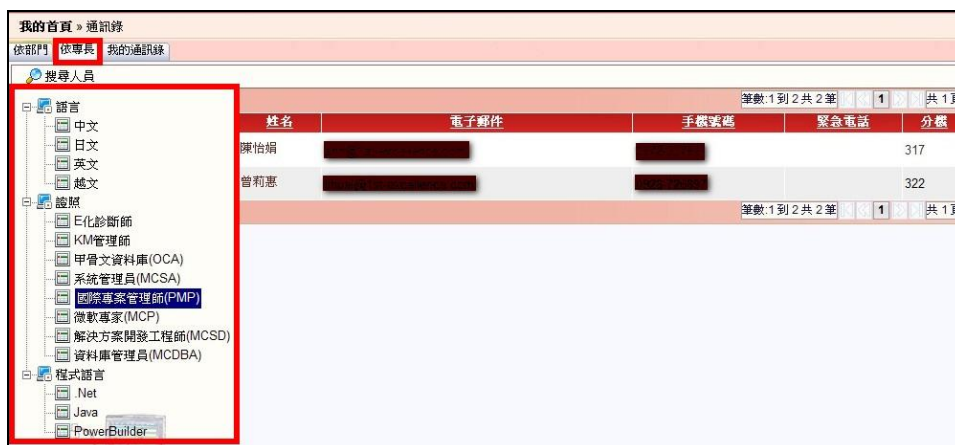 我的首頁 » 通訊錄
依部門 依專長 我的通訊錄
搜尋人員
筆數:1 到 2 共 2 筆 1 共 1 頁
姓名 電子郵件 手機號碼 緊急電話 分機
陳怡娟 317
曾莉惠 322
筆數:1 到 2 共 2 筆 1 共 1 頁
語言
中文
日文
英文
越文
證照
E化診斷師
KM管理師
甲骨文資料庫(OCA)
系統管理員(MCSA)
國際專案管理師(PMP)
微軟專家(MCP)
解決方案開發工程師(MCSD)
資料庫管理員(MCDBA)
程式語言
.Net
Java
PowerBuilder